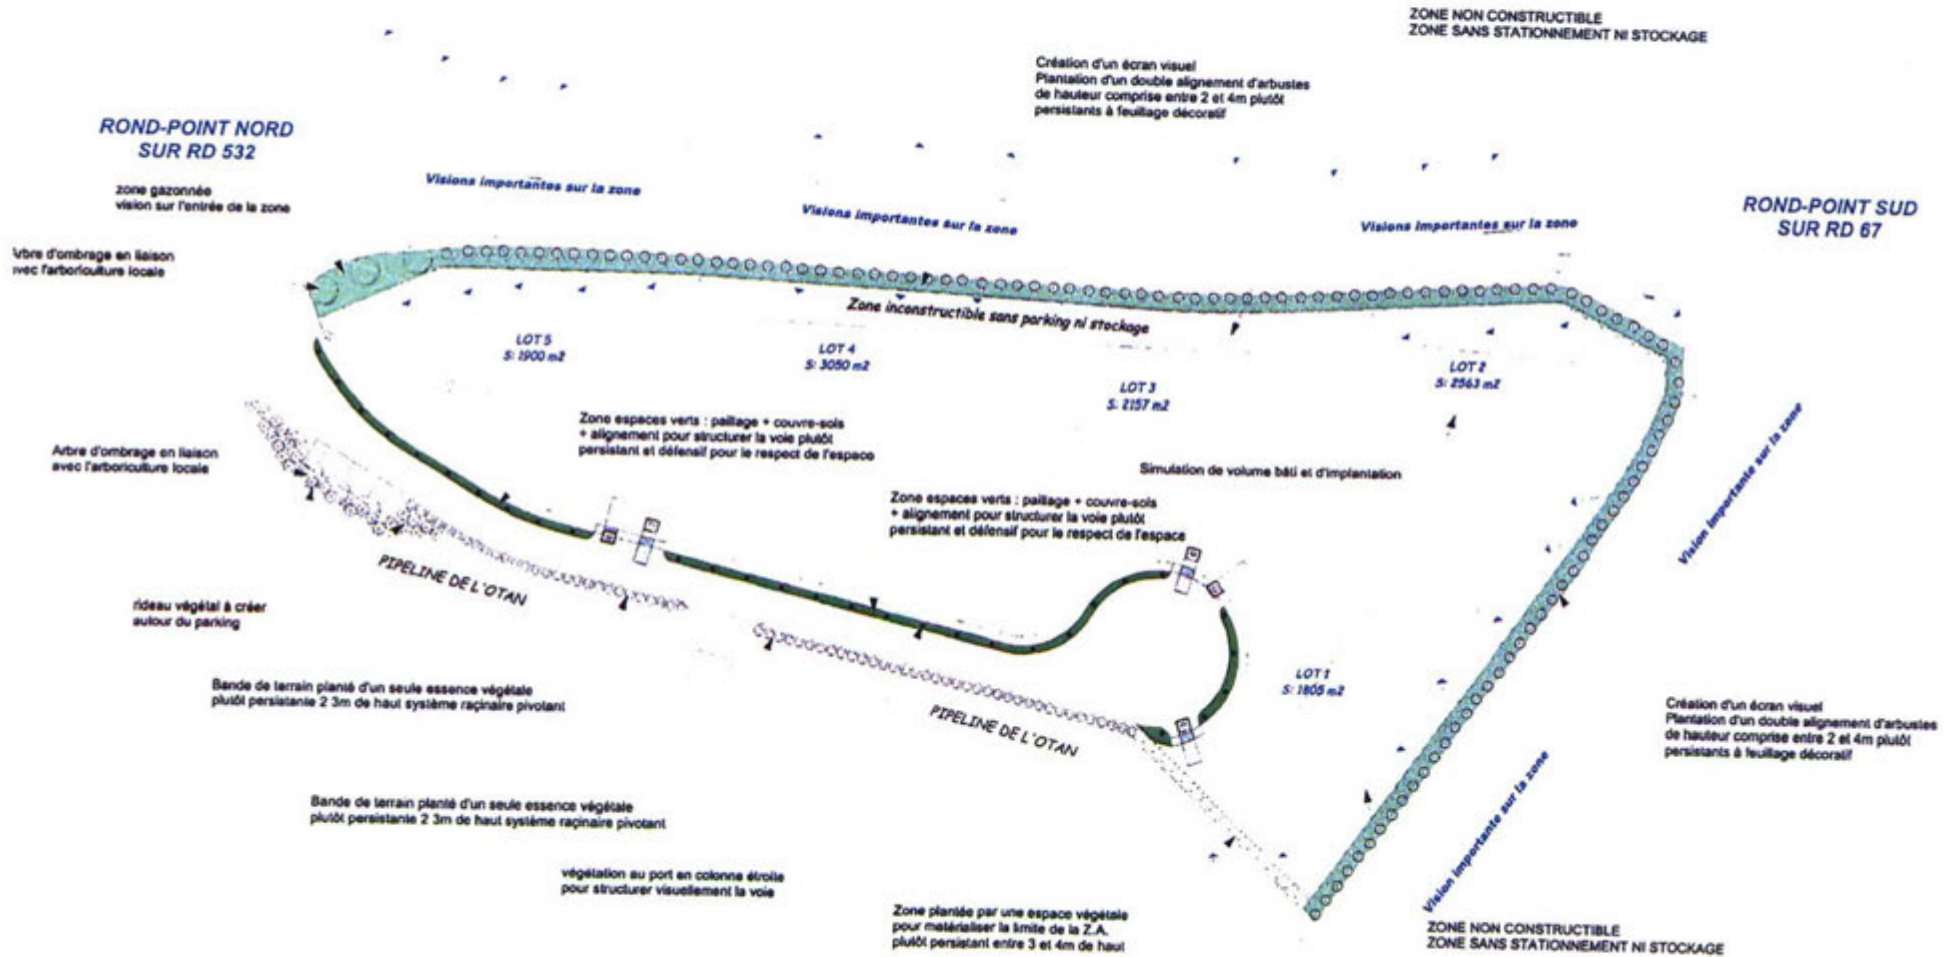 ZONE NON CONSTRUCTIBLE
ZONE SANS STATIONNEMENT NI STOCKAGE
Création d'un écran visuel
Plantation d'un double alignement d'arbustes
de hauteur comprise entre 2 et 4m plutôt
persistants à feuillage décoratif
ROND-POINT NORD
SUR RD 532
zone gazonnée
vision sur l'entrée de la zone
Visions importantes sur la zone
Visions importantes sur la zone
Visions importantes sur la zone
ROND-POINT SUD
SUR RD 67
Arbre d'ombrage en liaison
avec l'arboriculture locale
Zone inconstructible sans parking ni stockage
LOT 5
S: 1900 m2
LOT 4
S: 3050 m2
LOT 3
S: 2157 m2
LOT 2
S: 2563 m2
Zone espaces verts : paillage + couvre-sols
+ alignement pour structurer la voie plutôt
persistant et défensif pour le respect de l'espace
Arbre d'ombrage en liaison
avec l'arboriculture locale
Simulation de volume bâti et d'implantation
Vision importante sur la zone
Zone espaces verts : paillage + couvre-sols
+ alignement pour structurer la voie plutôt
persistant et défensif pour le respect de l'espace
PIPELINE DE L'OTAN
rideau végétal à créer
autour du parking
LOT 1
S: 1805 m2
Bande de terrain planté d'un seule essence végétale
plutôt persistante 2 3m de haut système raçinaire pivotant
PIPELINE DE L'OTAN
Création d'un écran visuel
Plantation d'un double alignement d'arbustes
de hauteur comprise entre 2 et 4m plutôt
persistants à feuillage décoratif
Bande de terrain planté d'un seule essence végétale
plutôt persistante 2 3m de haut système raçinaire pivotant
Vision importante sur la zone
végétation au port en colonne étroite
pour structurer visuellement la voie
Zone plantée par une espace végétale
pour matérialiser la limite de la Z.A.
plutôt persistant entre 3 et 4m de haut
ZONE NON CONSTRUCTIBLE
ZONE SANS STATIONNEMENT NI STOCKAGE